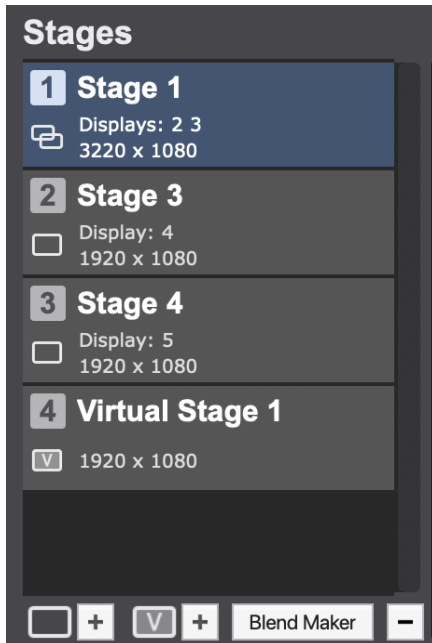 Stages
1 Stage 1
Displays: 2 3
3220 x 1080
2 Stage 3
Display: 4
1920 x 1080
3 Stage 4
Display: 5
1920 x 1080
4 Virtual Stage 1
V 1920 x 1080
+ V + Blend Maker −